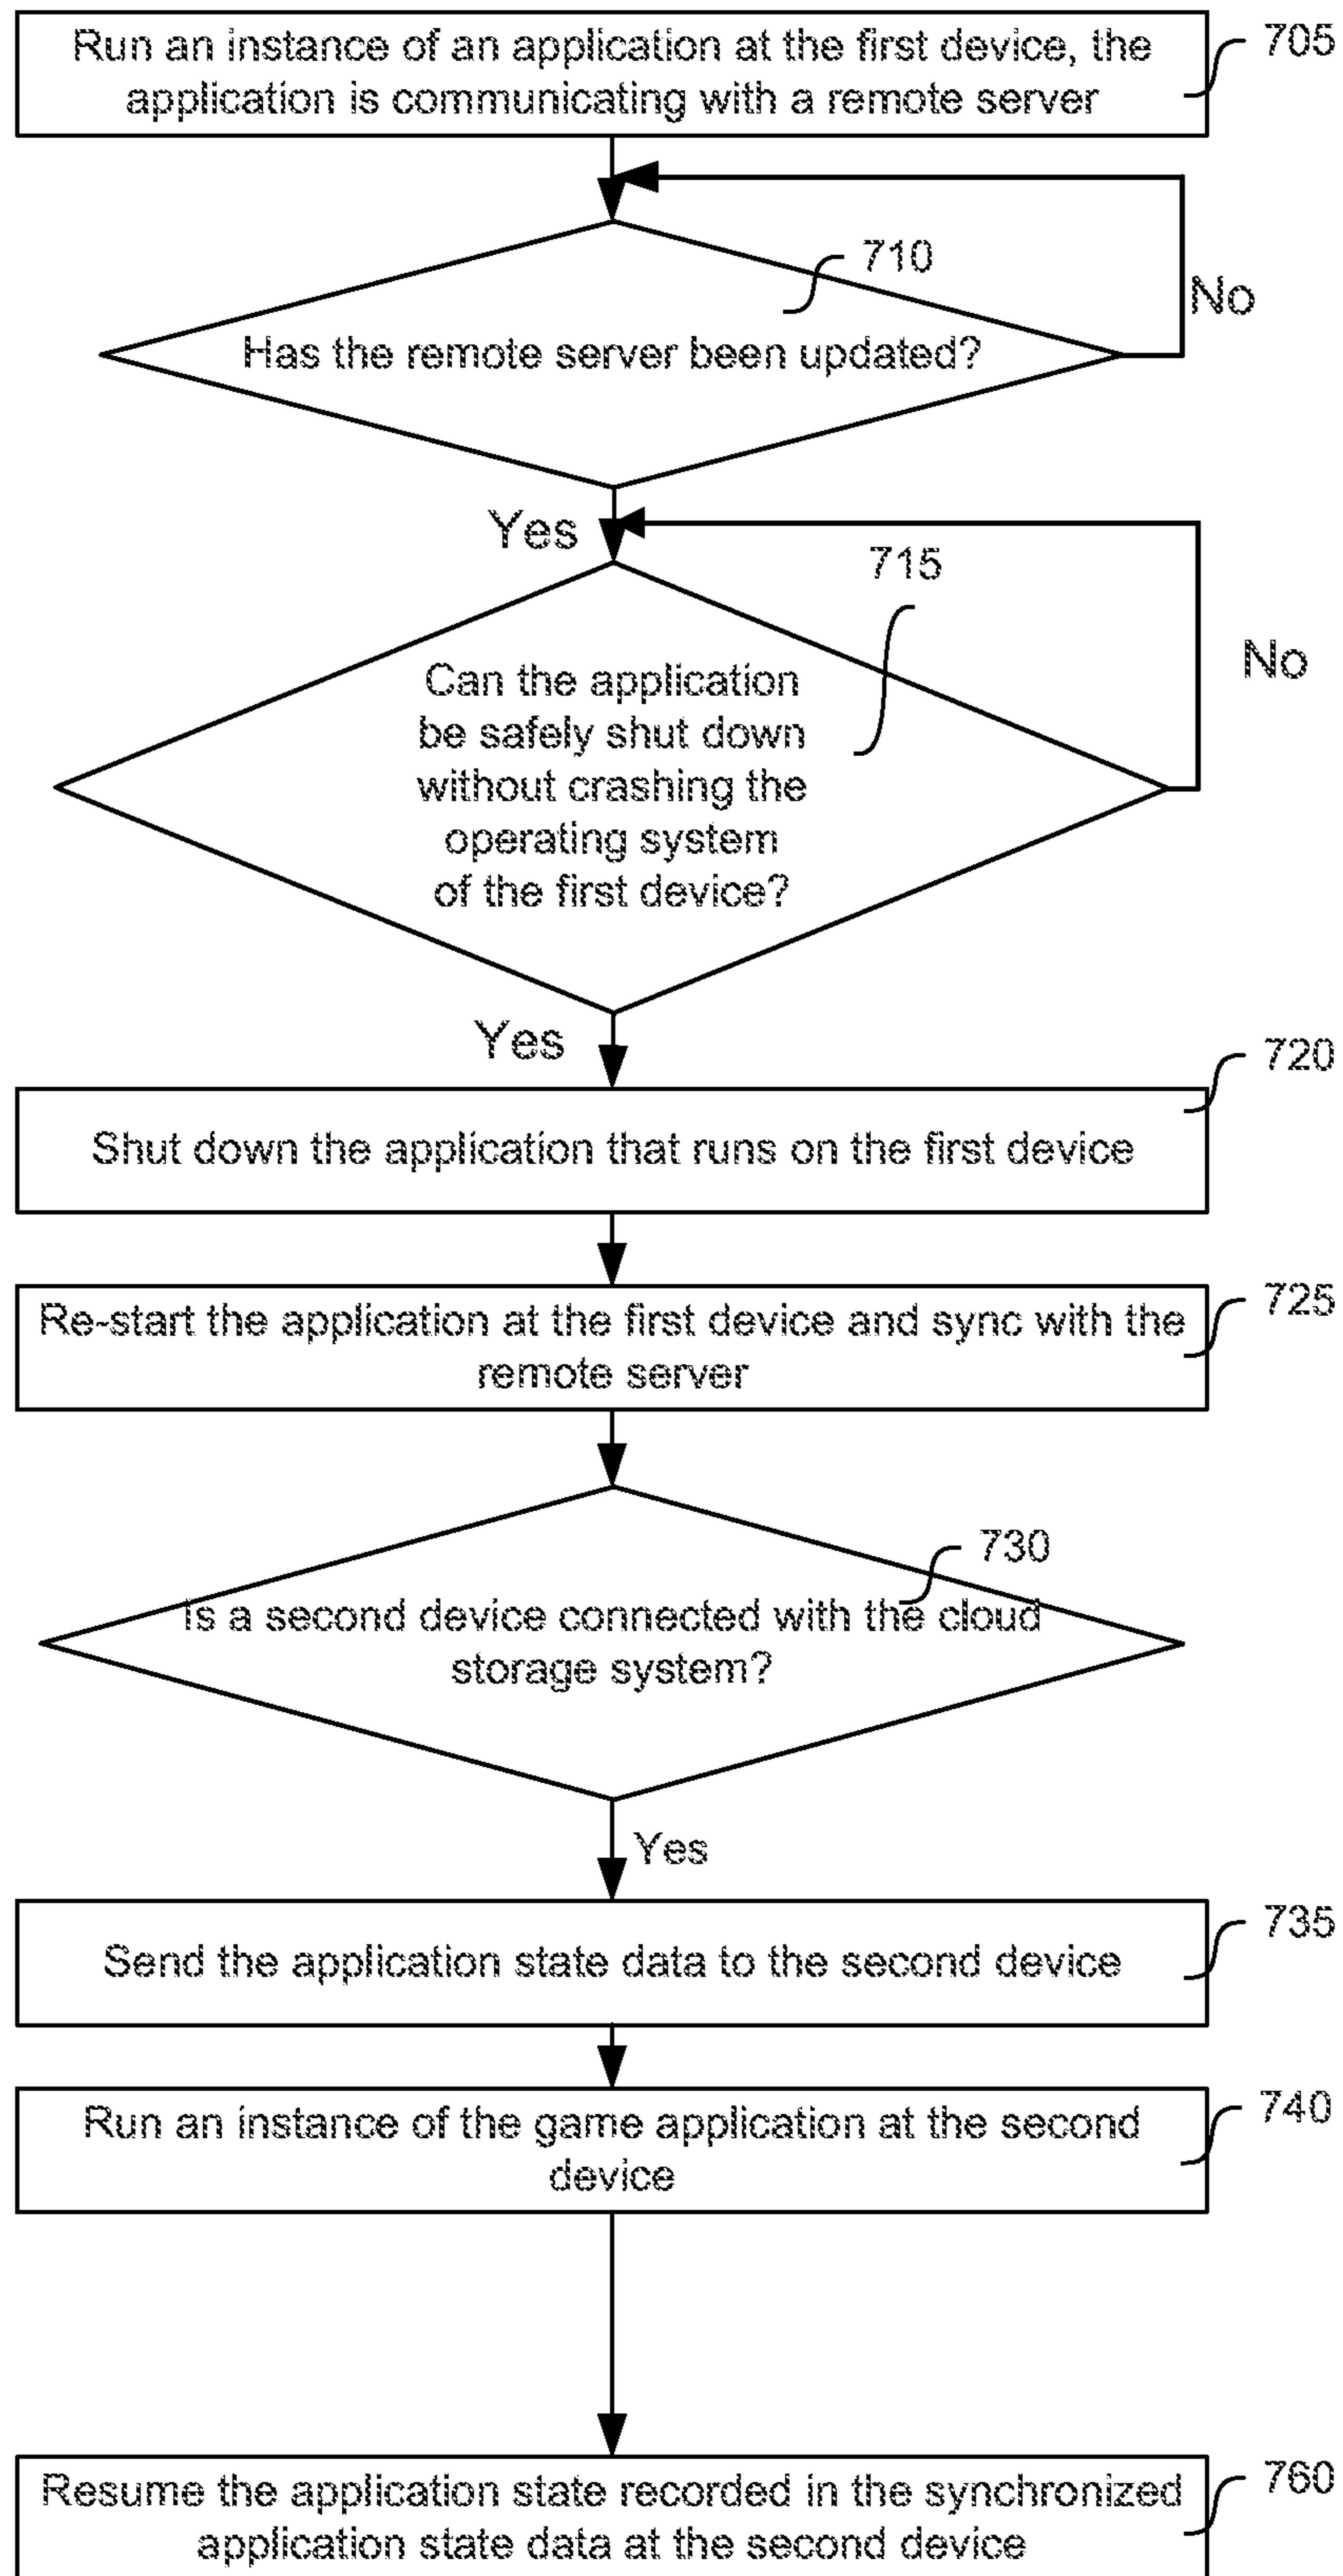 Run an instance of an application at the first device, the
application is communicating with a remote server
705
710
No
Has the remote server been updated?
Yes
715
No
Can the application
be safely shut down
without crashing the
operating system
of the first device?
Yes
720
Shut down the application that runs on the first device
725
Re-start the application at the first device and sync with the
remote server
730
Is a second device connected with the cloud
storage system?
Yes
735
Send the application state data to the second device
740
Run an instance of the game application at the second
device
760
Resume the application state recorded in the synchronized
application state data at the second device